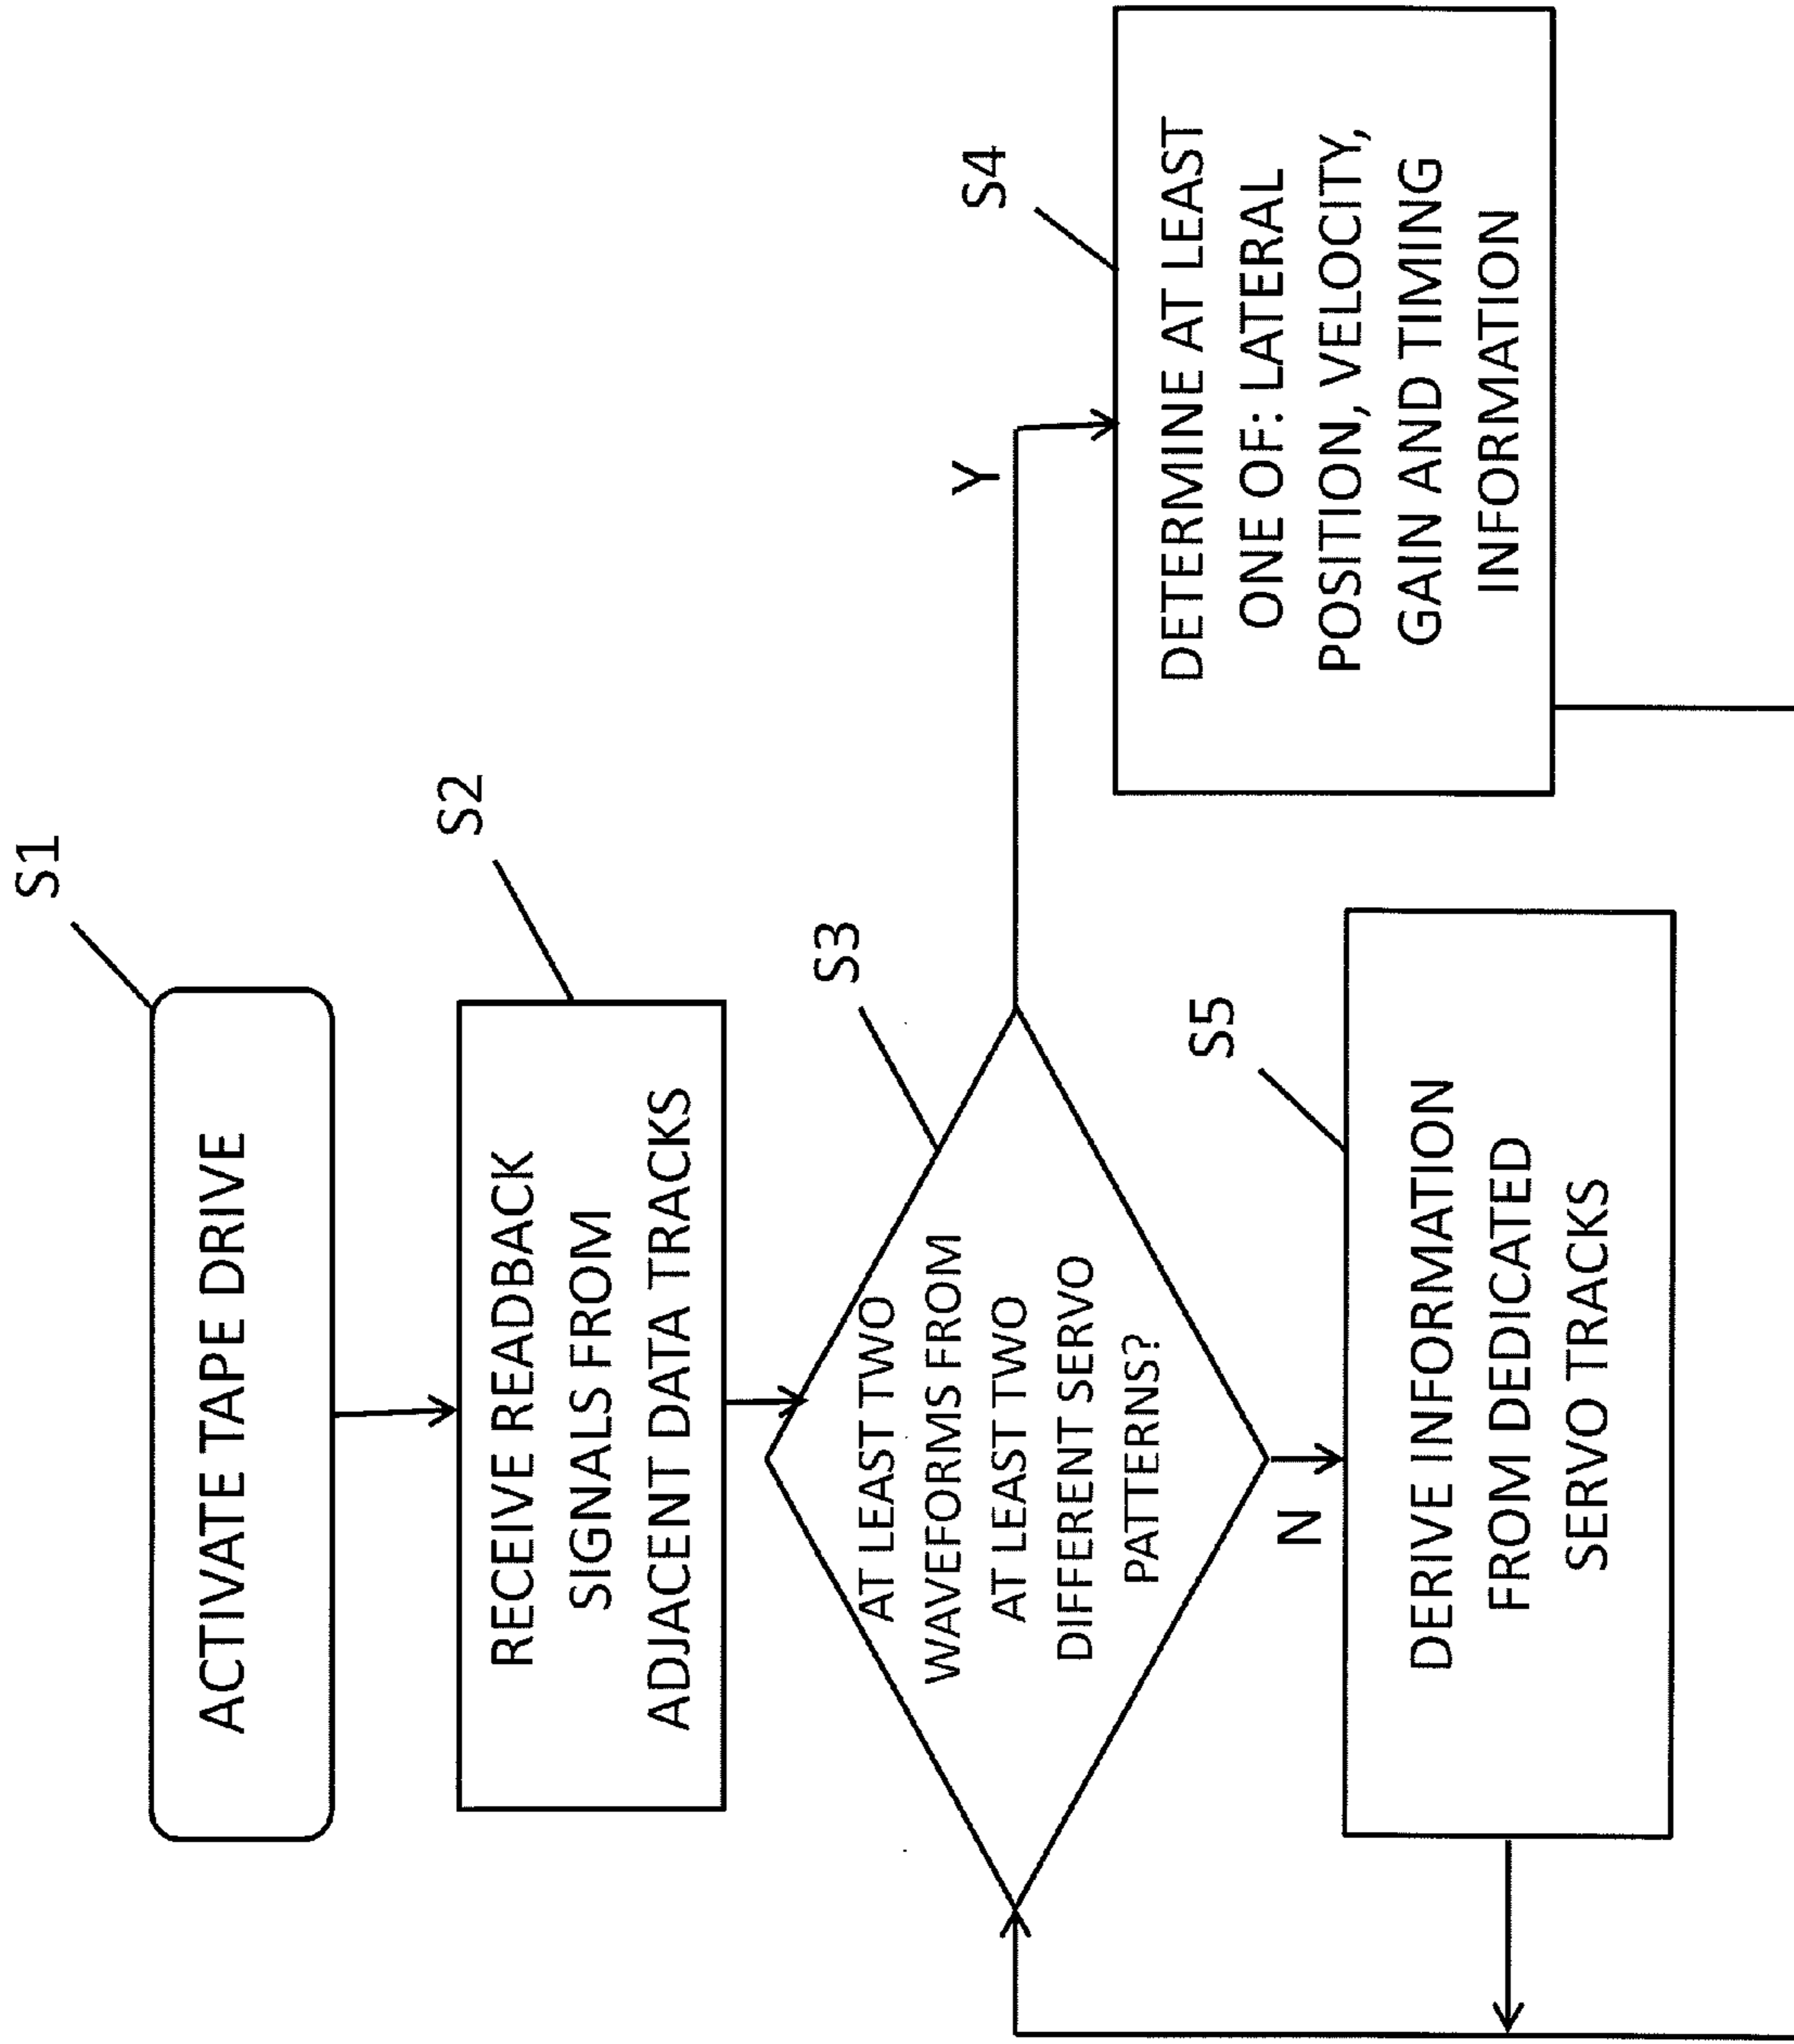 S1
ACTIVATE TAPE DRIVE
S2
RECEIVE READBACK
SIGNALS FROM
ADJACENT DATA TRACKS
S3
AT LEAST TWO
WAVEFORMS FROM
AT LEAST TWO
DIFFERENT SERVO
PATTERNS?
Y
S4
DETERMINE AT LEAST
ONE OF: LATERAL
POSITION, VELOCITY,
GAIN AND TIMING
INFORMATION
N
S5
DERIVE INFORMATION
FROM DEDICATED
SERVO TRACKS